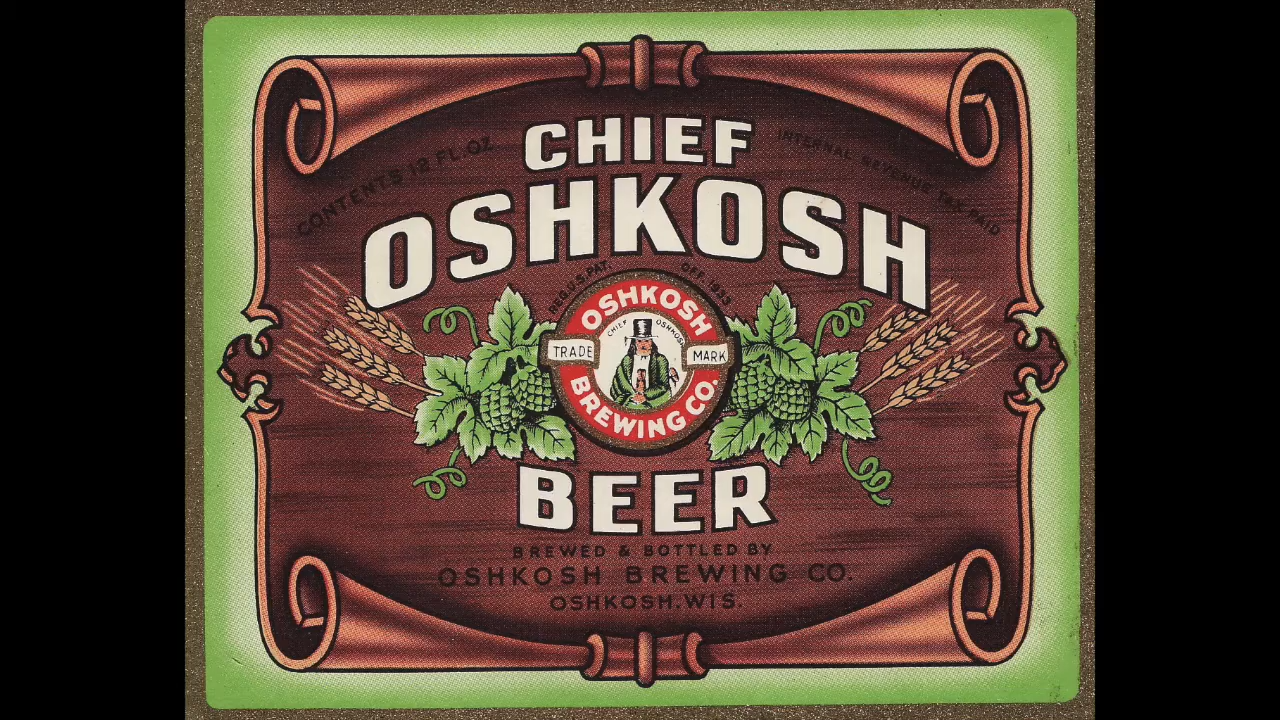 CONTENTS 12 FL.OZ
CHIEF
INTERNAL REVENUE TAX PAID
OSHKOSH
REG. U.S. PAT. OFF. 1933
OSHKOSH
CHIEF OSHKOSH
TRADE MARK
BREWING CO.
BEER
BREWED & BOTTLED BY
OSHKOSH BREWING CO.
OSHKOSH.WIS.